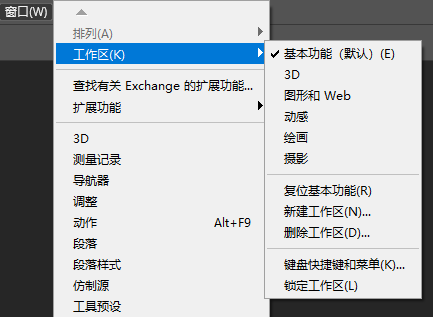 窗口(W)
排列(A)
工作区(K)
查找有关 Exchange 的扩展功能...
扩展功能
3D
测量记录
导航器
调整
动作 Alt+F9
段落
段落样式
仿制源
工具预设
基本功能（默认）(E)
3D
图形和 Web
动感
绘画
摄影
复位基本功能(R)
新建工作区(N)...
删除工作区(D)...
键盘快捷键和菜单(K)...
锁定工作区(L)